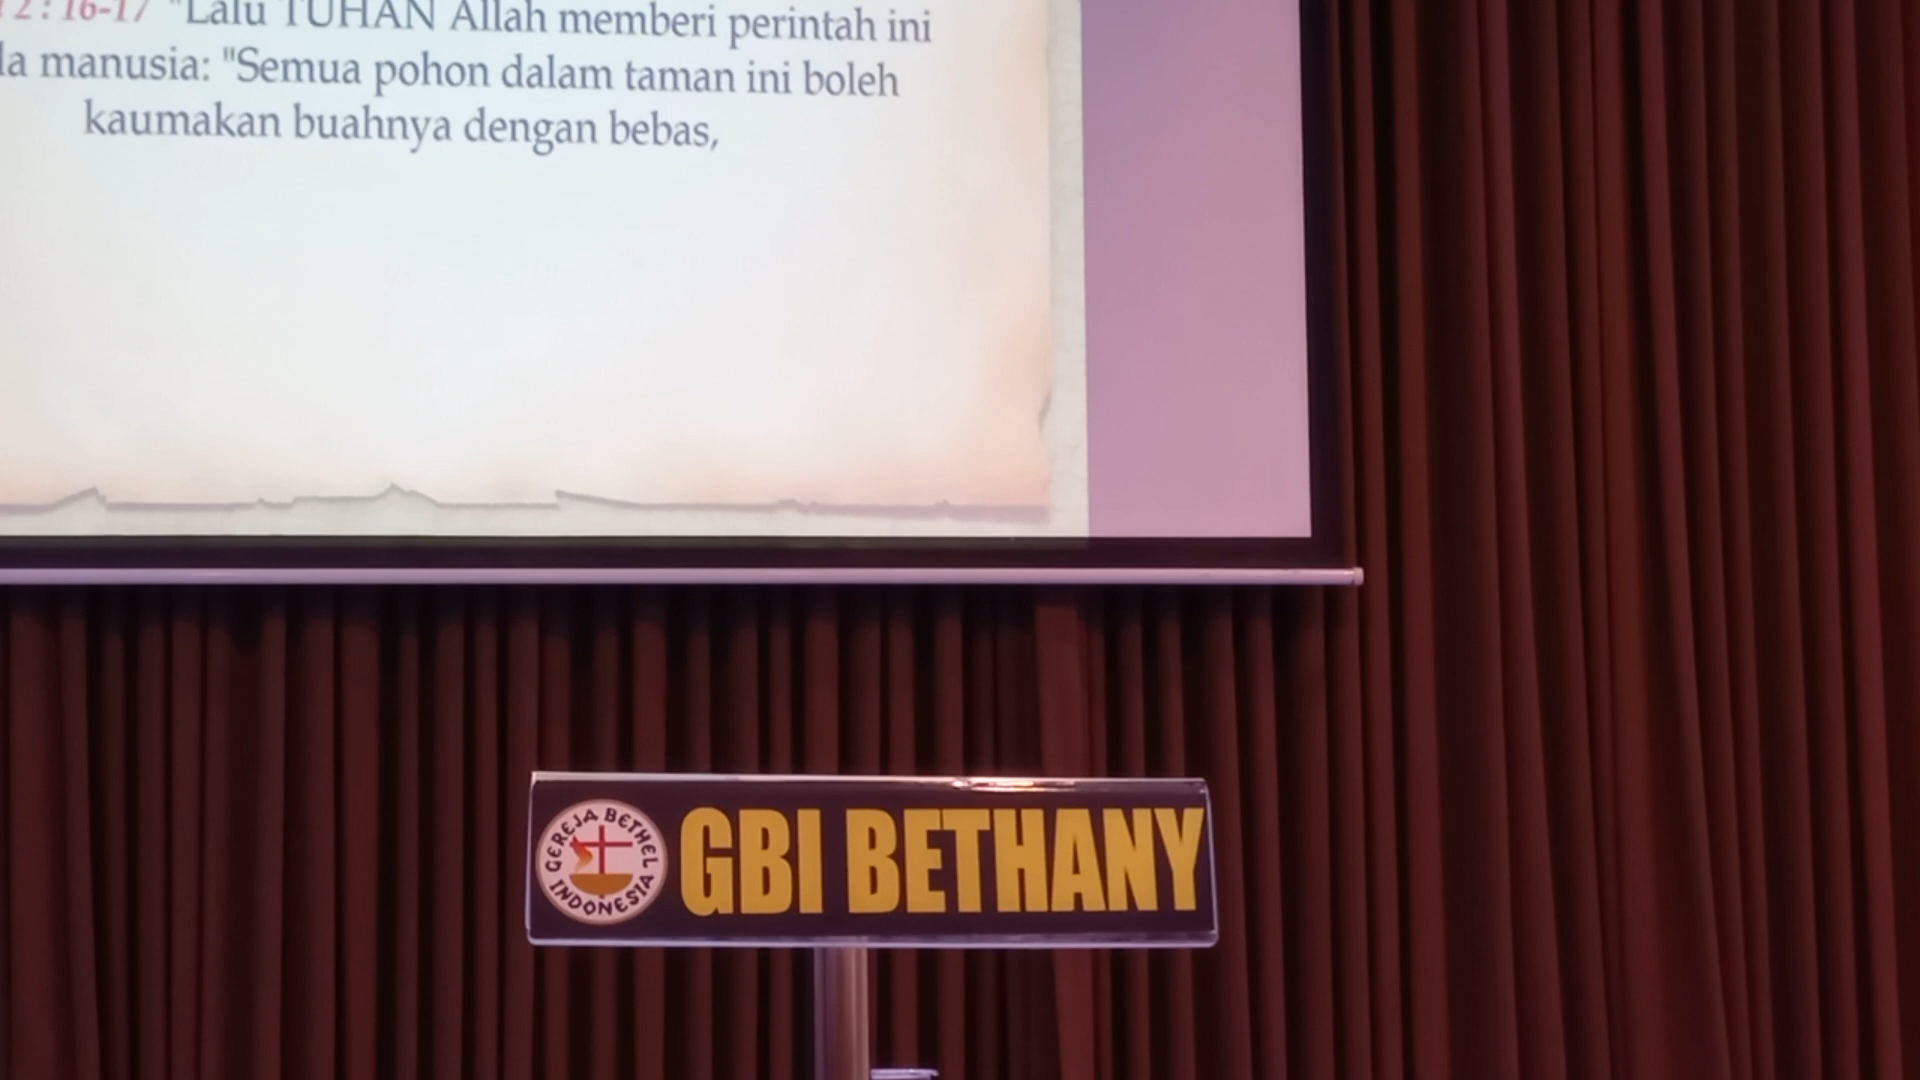 2 : 16-17 "Lalu TUHAN Allah memberi perintah ini
da manusia: "Semua pohon dalam taman ini boleh
kaumakan buahnya dengan bebas,
GEREJA BETHEL
INDONESIA
GBI BETHANY